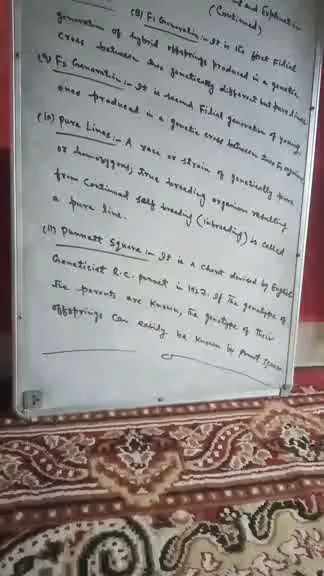 and Explanation
(Continued)
(8) F1 Generation:- It is the first Filial
generation of hybrid offsprings produced in a genetic
cross between two genetically different but pure lines
(9) F2 Generation:- It is second Filial generation of young
ones produced in a genetic cross between two F1
(10) Pure Lines:- A race or strain of genetically pure
or homozygous, true breeding organism resulting
from continued self breeding (inbreeding) is called
a pure line.
(11) Punnett Square:- It is a chart devised by English
Geneticist R.C. punnet in 1927. If the genotype of
the parents are known, the genotype of their
offsprings can easily be known by punnet square